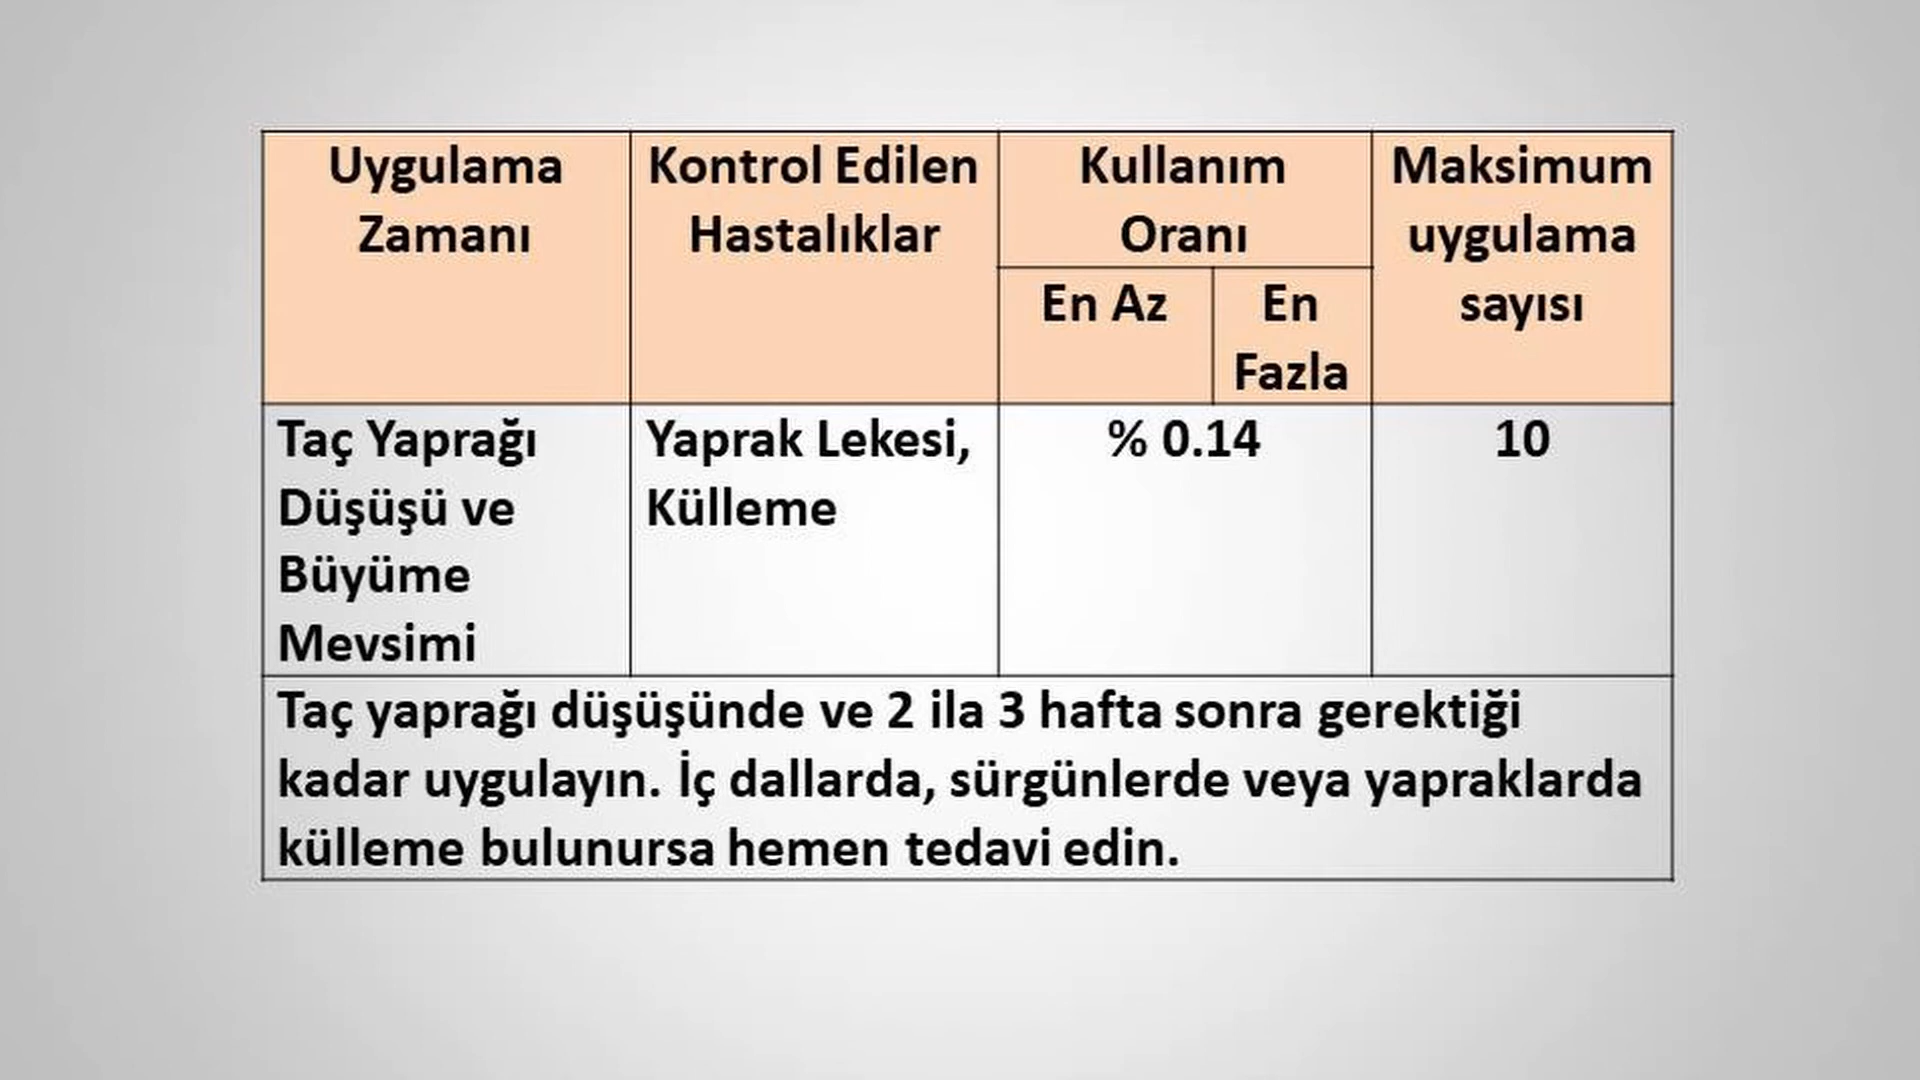 Uygulama
Zamanı
Kontrol Edilen
Hastalıklar
Kullanım
Oranı
En Az
En
Fazla
Maksimum
uygulama
sayısı
Taç Yaprağı
Düşüşü ve
Büyüme
Mevsimi
Yaprak Lekesi,
Külleme
% 0.14
10
Taç yaprağı düşüşünde ve 2 ila 3 hafta sonra gerektiği
kadar uygulayın. İç dallarda, sürgünlerde veya yapraklarda
külleme bulunursa hemen tedavi edin.